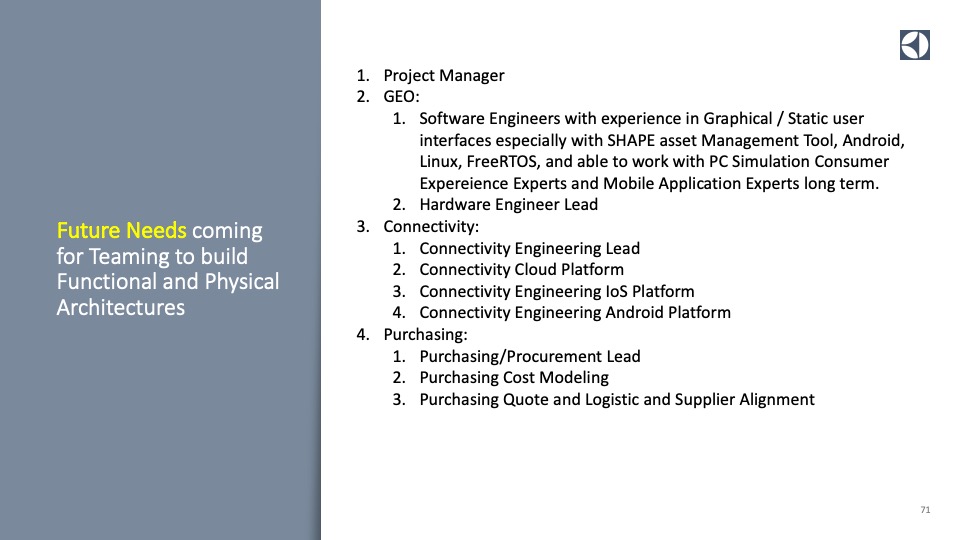 Future Needs coming
for Teaming to build
Functional and Physical
Architectures
1. Project Manager
2. GEO:
1. Software Engineers with experience in Graphical / Static user
interfaces especially with SHAPE asset Management Tool, Android,
Linux, FreeRTOS, and able to work with PC Simulation Consumer
Expereience Experts and Mobile Application Experts long term.
2. Hardware Engineer Lead
3. Connectivity:
1. Connectivity Engineering Lead
2. Connectivity Cloud Platform
3. Connectivity Engineering IoS Platform
4. Connectivity Engineering Android Platform
4. Purchasing:
1. Purchasing/Procurement Lead
2. Purchasing Cost Modeling
3. Purchasing Quote and Logistic and Supplier Alignment
71